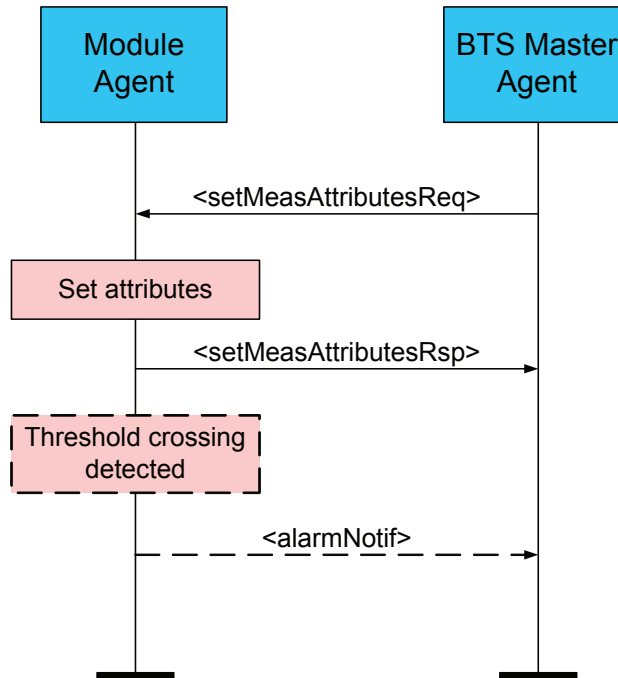 Module
Agent
BTS Master
Agent
<setMeasAttributesReq>
Set attributes
<setMeasAttributesRsp>
Threshold crossing
detected
<alarmNotif>